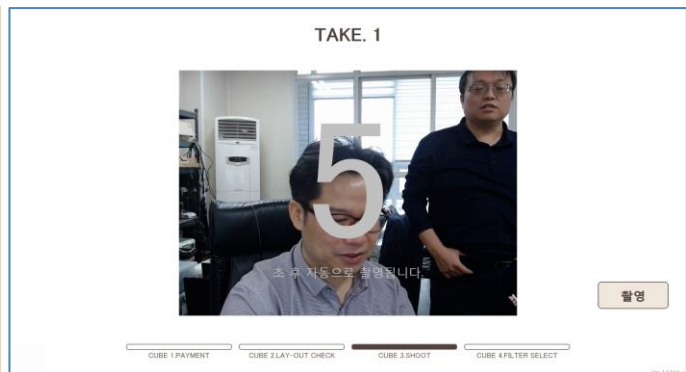 TAKE. 1
5
초 후 자동으로 촬영됩니다.
촬영
CUBE 1.PAYMENT
CUBE 2.LAY-OUT CHECK
CUBE 3.SHOOT
CUBE 4.FILTER SELECT